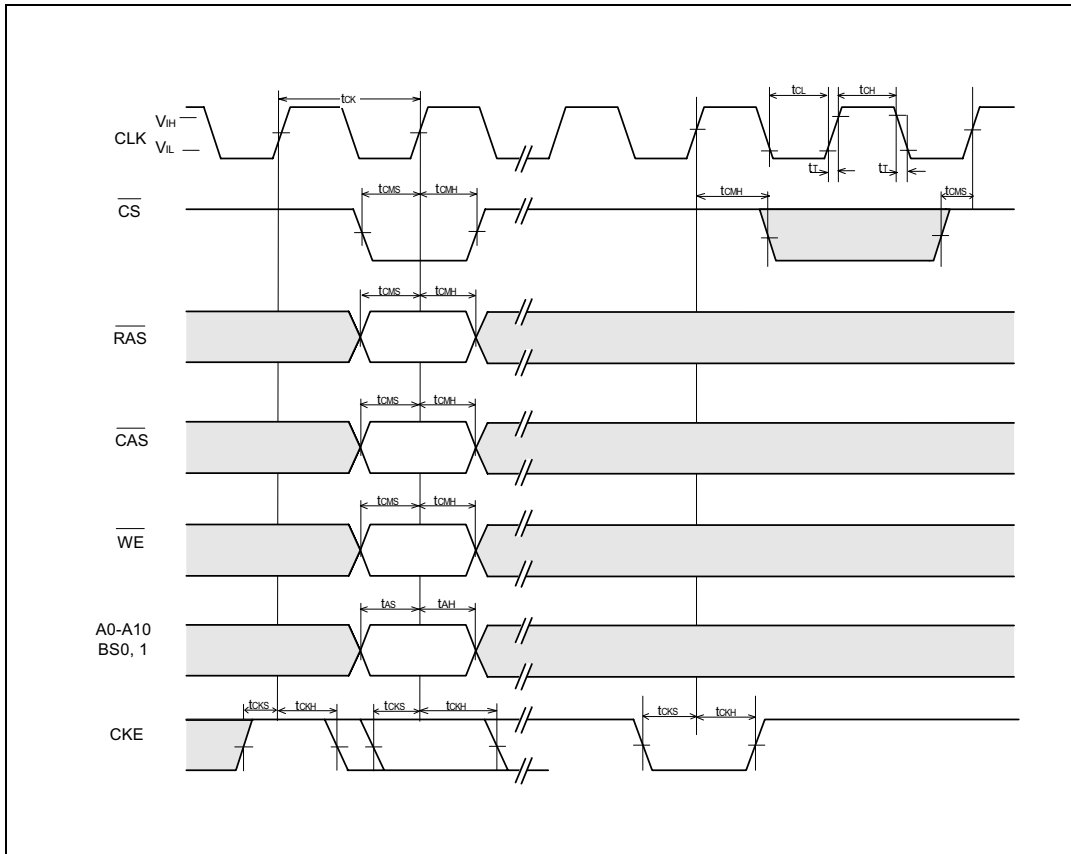 tCK
tCL
tCH
VIH
CLK
VIL
tT
tT
tCMS
tCMH
tCMH
tCMS
CS
tCMS
tCMH
RAS
tCMS
tCMH
CAS
tCMS
tCMH
WE
tAS
tAH
A0-A10
BS0, 1
tCKS
tCKH
tCKS
tCKH
tCKS
tCKH
CKE